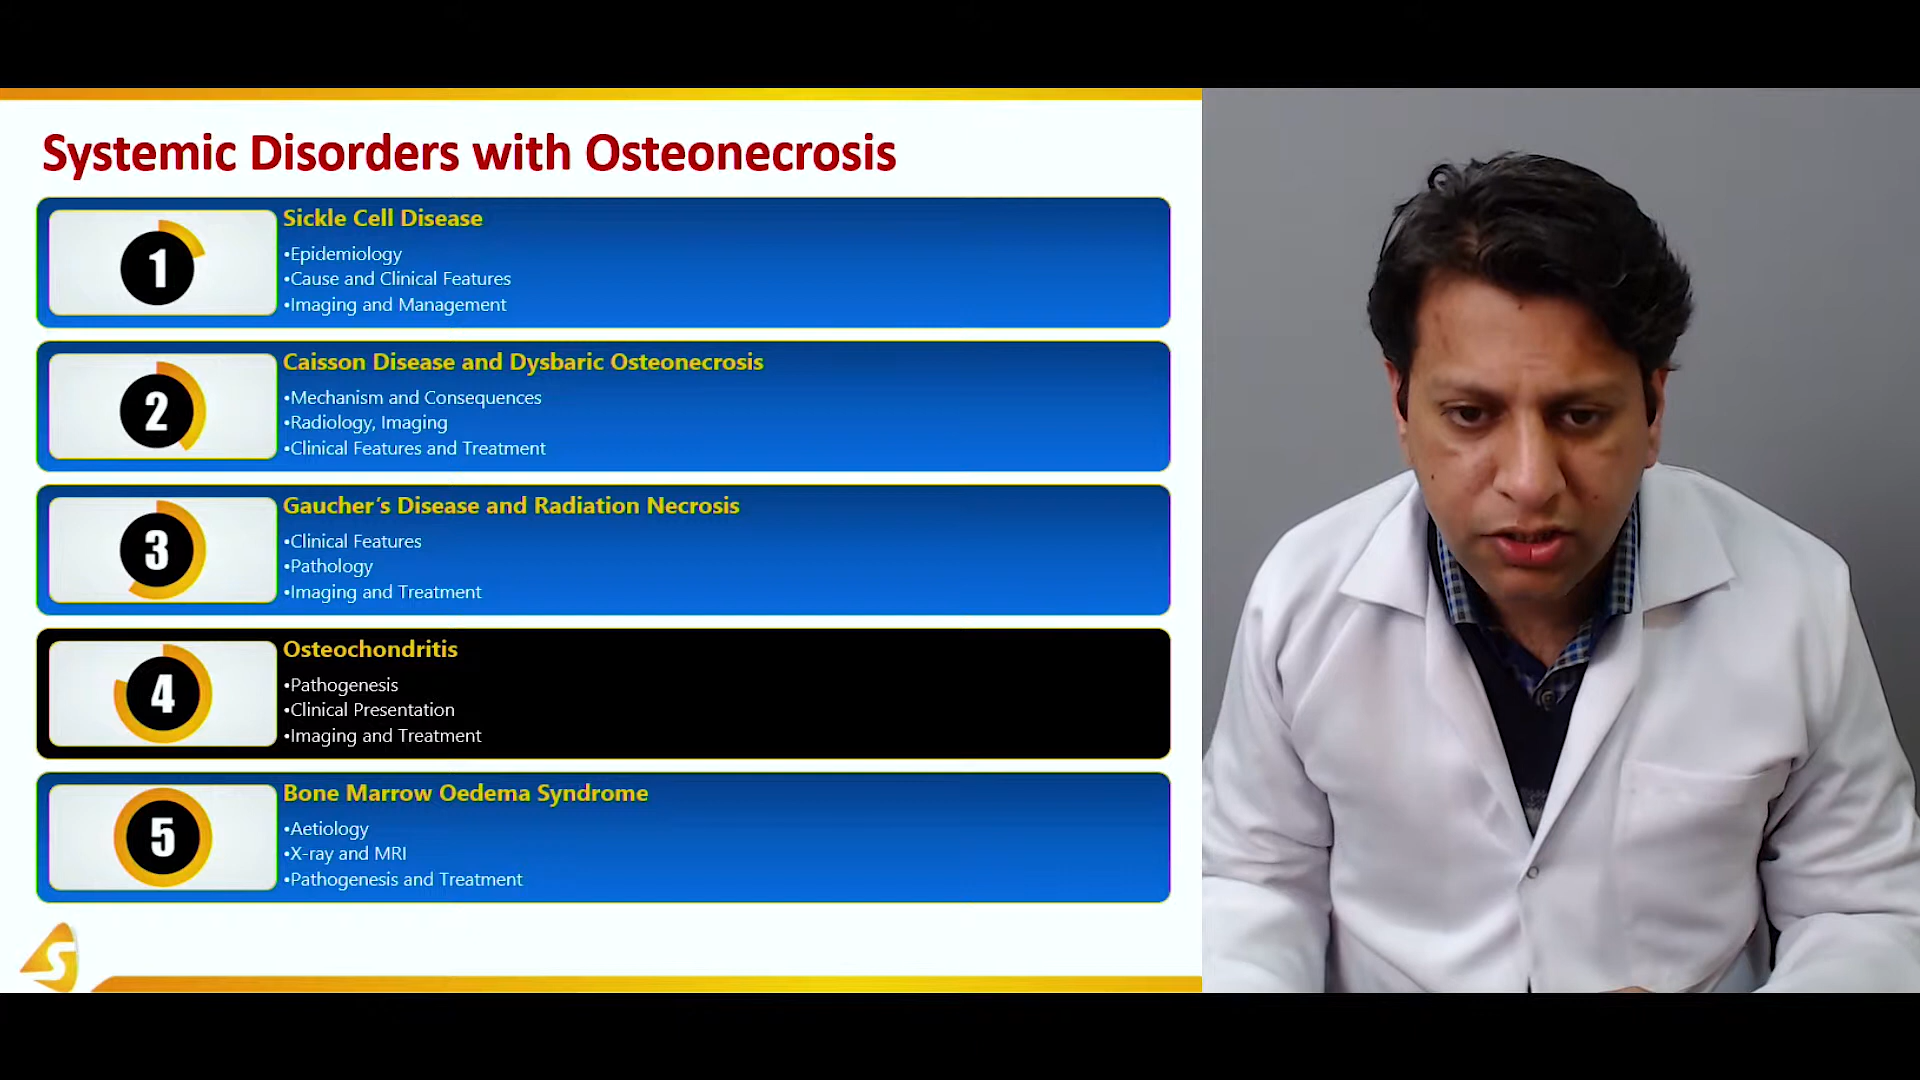 Systemic Disorders with Osteonecrosis
1
Sickle Cell Disease
•Epidemiology
•Cause and Clinical Features
•Imaging and Management
2
Caisson Disease and Dysbaric Osteonecrosis
•Mechanism and Consequences
•Radiology, Imaging
•Clinical Features and Treatment
3
Gaucher’s Disease and Radiation Necrosis
•Clinical Features
•Pathology
•Imaging and Treatment
4
Osteochondritis
•Pathogenesis
•Clinical Presentation
•Imaging and Treatment
5
Bone Marrow Oedema Syndrome
•Aetiology
•X-ray and MRI
•Pathogenesis and Treatment
S